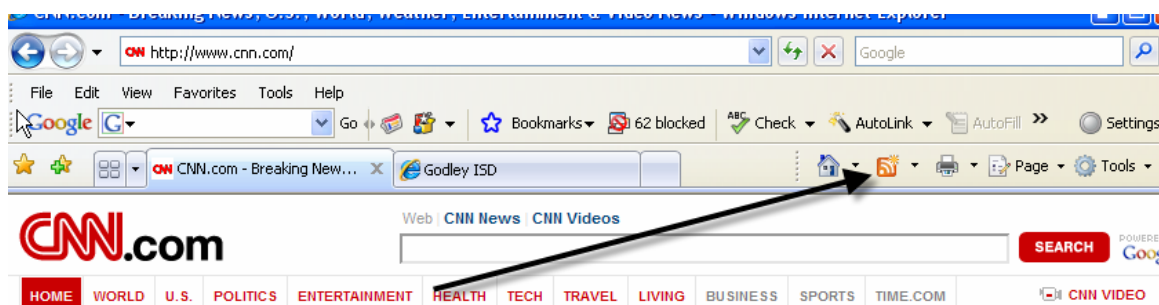 CNN.com - Breaking News, U.S., World, Weather, Entertainment & Video News - Windows Internet Explorer
CNN http://www.cnn.com/ Google
File Edit View Favorites Tools Help
Google G Go Bookmarks 62 blocked ABC Check AutoLink AutoFill >> Settings
CNN CNN.com - Breaking New... X Godley ISD Page Tools
CNN.com
Web | CNN News | CNN Videos
SEARCH
HOME WORLD U.S. POLITICS ENTERTAINMENT HEALTH TECH TRAVEL LIVING BUSINESS SPORTS TIME.COM CNN VIDEO